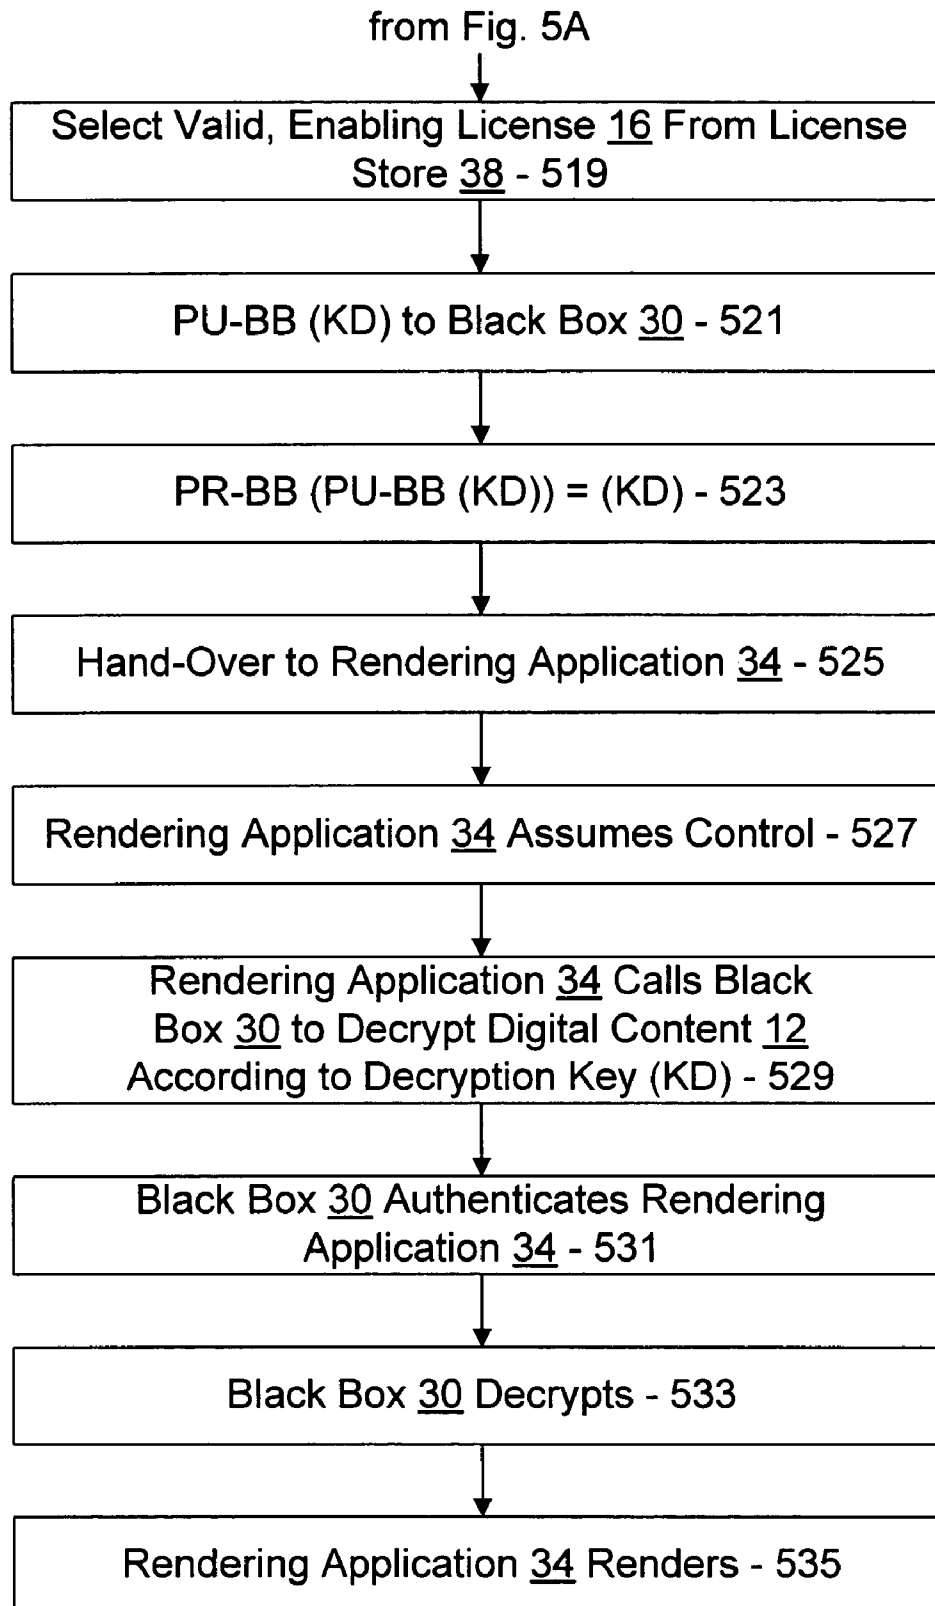 from Fig. 5A
Select Valid, Enabling License 16 From License
Store 38 - 519
PU-BB (KD) to Black Box 30 - 521
PR-BB (PU-BB (KD)) = (KD) - 523
Hand-Over to Rendering Application 34 - 525
Rendering Application 34 Assumes Control - 527
Rendering Application 34 Calls Black
Box 30 to Decrypt Digital Content 12
According to Decryption Key (KD) - 529
Black Box 30 Authenticates Rendering
Application 34 - 531
Black Box 30 Decrypts - 533
Rendering Application 34 Renders - 535